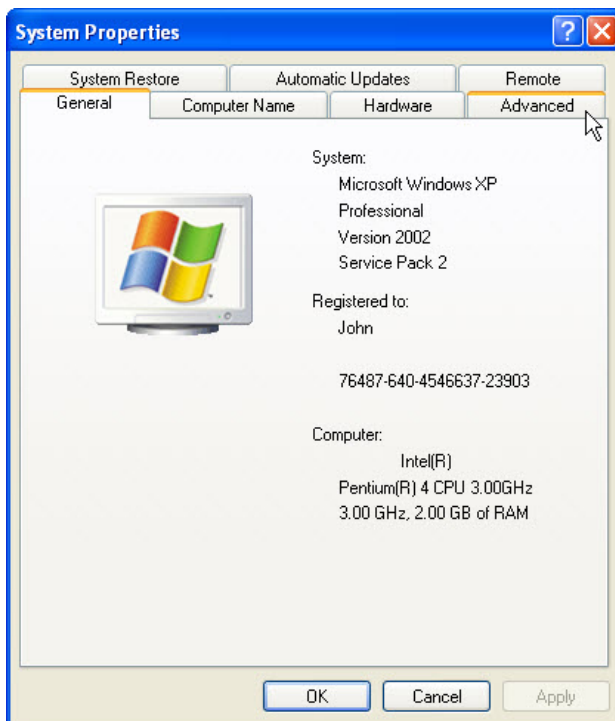 System Properties
System Restore Automatic Updates Remote
General Computer Name Hardware Advanced
System:
Microsoft Windows XP
Professional
Version 2002
Service Pack 2
Registered to:
John
76487-640-4546637-23903
Computer:
Intel(R)
Pentium(R) 4 CPU 3.00GHz
3.00 GHz, 2.00 GB of RAM
OK Cancel Apply